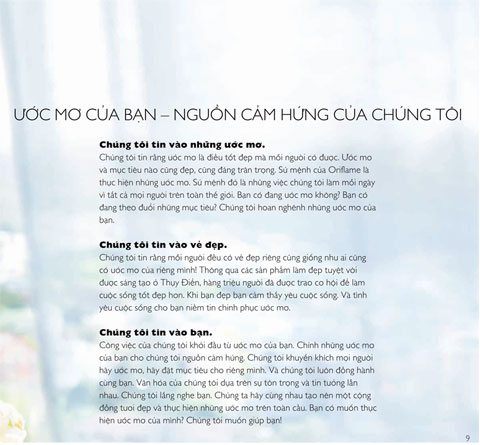 ƯỚC MƠ CỦA BẠN – NGUỒN CẢM HỨNG CỦA CHÚNG TÔI
Chúng tôi tin vào những ước mơ.
Chúng tôi tin rằng ước mơ là điều tốt đẹp mà mỗi người có được. Ước mơ
và mục tiêu nào cũng đẹp, cũng đáng trân trọng. Sứ mệnh của Oriflame là
thực hiện những ước mơ. Sứ mệnh đó là những việc chúng tôi làm mỗi ngày
vì tất cả mọi người trên toàn thế giới. Bạn có đang ước mơ không? Bạn có
đang theo đuổi những mục tiêu? Chúng tôi hoan nghênh những ước mơ của
bạn.
Chúng tôi tin vào vẻ đẹp.
Chúng tôi tin rằng mỗi người đều có vẻ đẹp riêng cũng giống như ai cũng
có ước mơ của riêng mình! Thông qua các sản phẩm làm đẹp tuyệt vời
được sáng tạo ở Thụy Điển, hàng triệu người đã được trao cơ hội để làm
cuộc sống tốt đẹp hơn. Khi bạn đẹp bạn cảm thấy yêu cuộc sống. Và tình
yêu cuộc sống cho bạn niềm tin chinh phục ước mơ.
Chúng tôi tin vào bạn.
Công việc của chúng tôi khởi đầu từ ước mơ của bạn. Chính những ước mơ
của bạn cho chúng tôi nguồn cảm hứng. Chúng tôi khuyến khích mọi người
hãy ước mơ, hãy đặt mục tiêu cho riêng mình. Và chúng tôi luôn đồng hành
cùng bạn. Văn hóa của chúng tôi dựa trên sự tôn trọng và tin tưởng lẫn
nhau. Chúng tôi lắng nghe bạn. Chúng ta hãy cùng nhau tạo nên một cộng
đồng tươi đẹp và thực hiện những ước mơ trên toàn cầu. Bạn có muốn thực
hiện ước mơ của mình? Chúng tôi muốn giúp bạn!
9